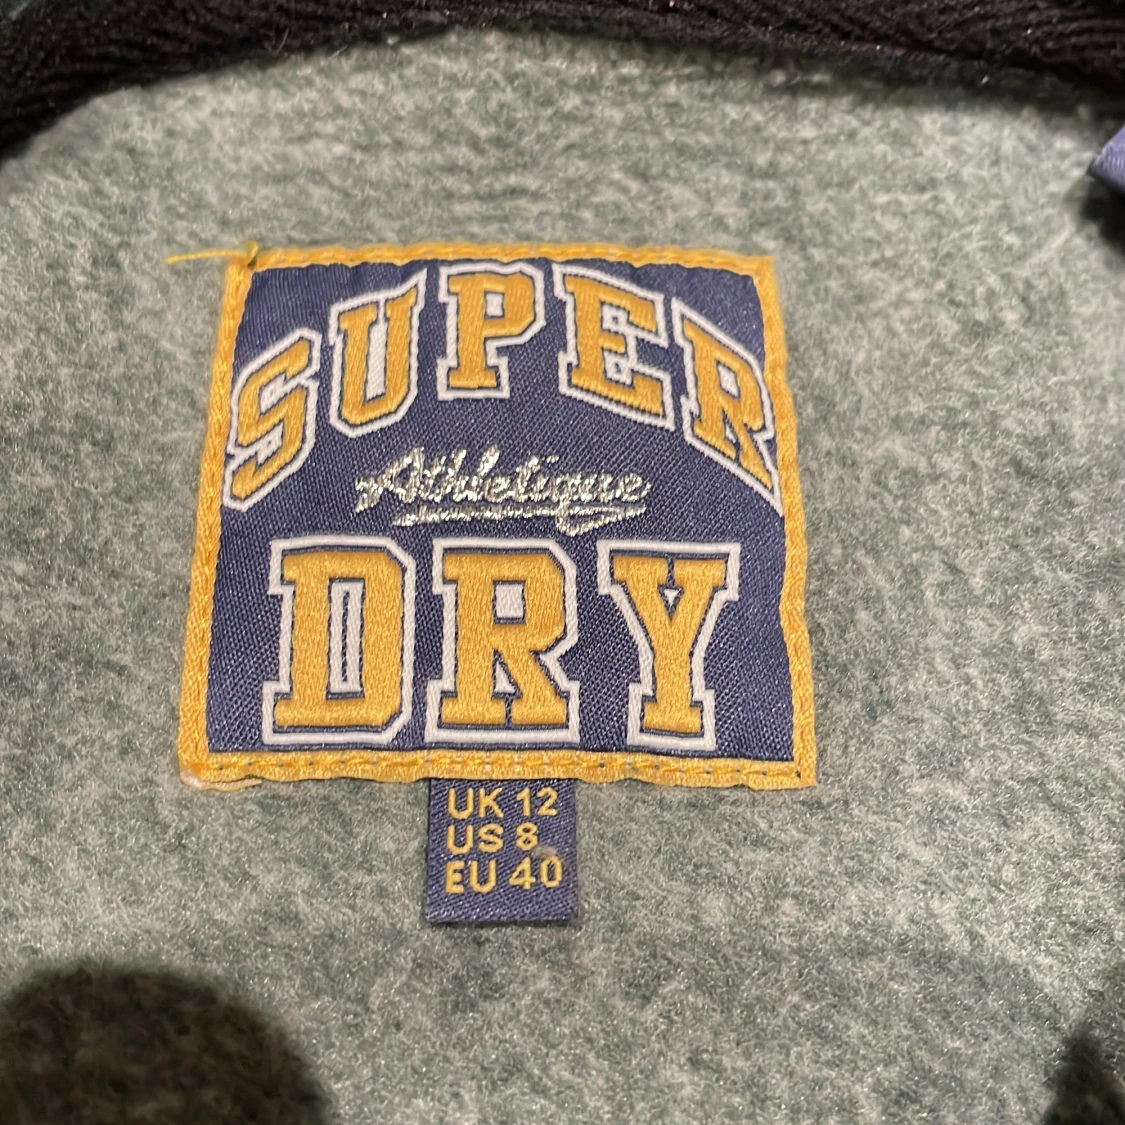 SUPER
Athletique
DRY
UK 12
US 8
EU 40